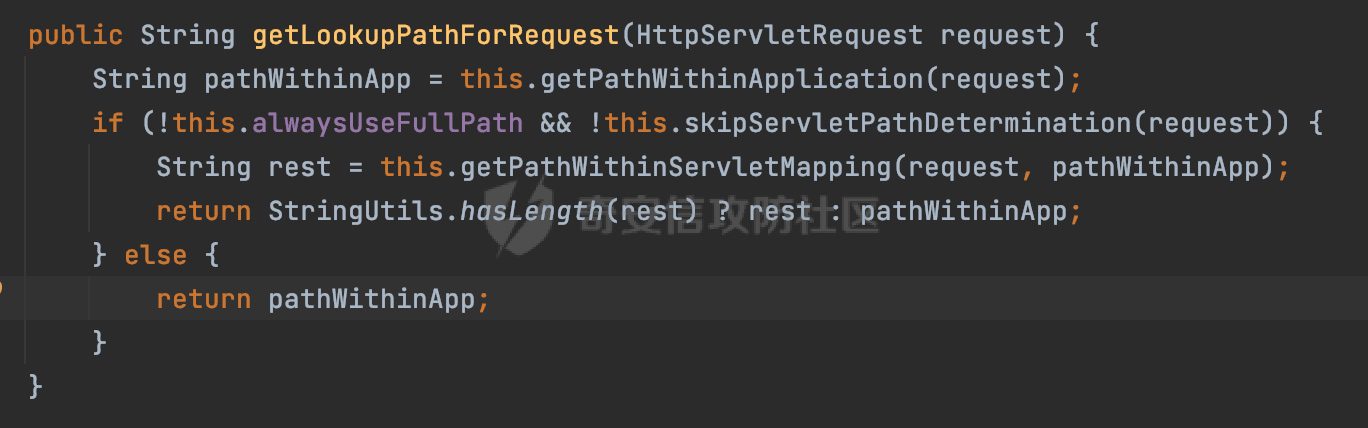 public String getLookupPathForRequest(HttpServletRequest request) {
String pathWithinApp = this.getPathWithinApplication(request);
if (!this.alwaysUseFullPath && !this.skipServletPathDetermination(request)) {
String rest = this.getPathWithinServletMapping(request, pathWithinApp);
return StringUtils.hasLength(rest) ? rest : pathWithinApp;
奇安信攻防社区
} else {
return pathWithinApp;
}
}